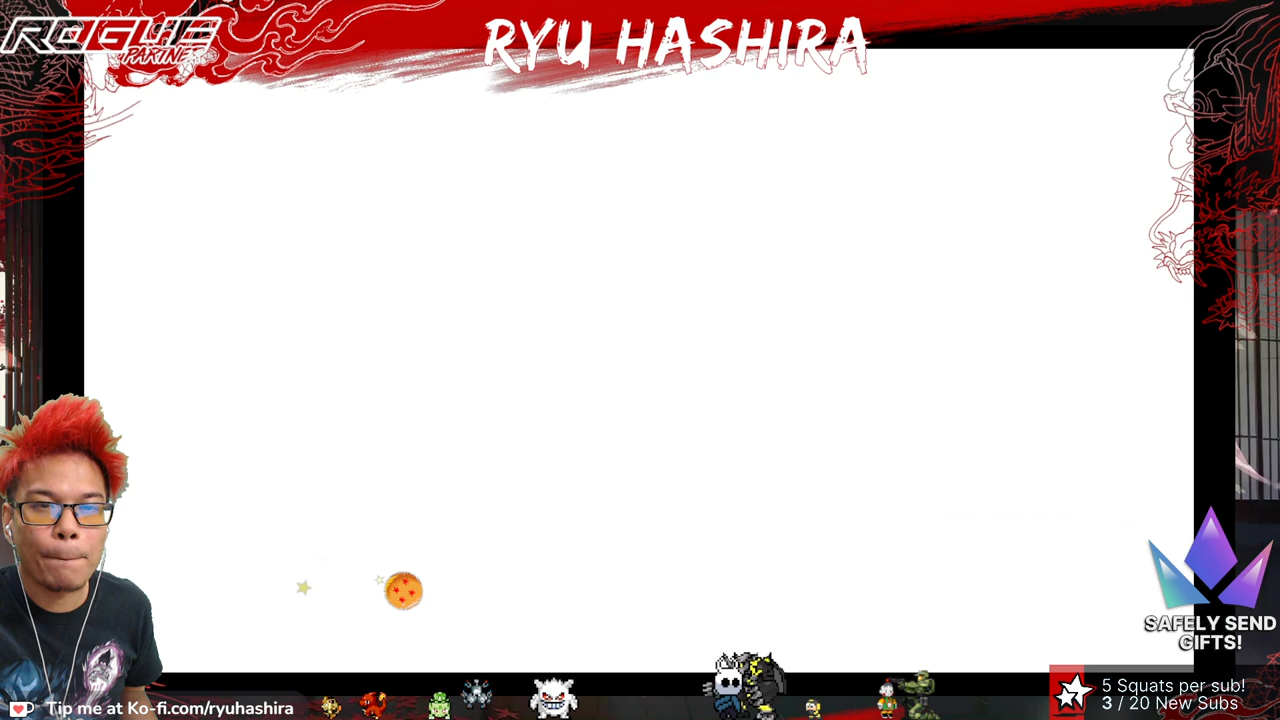 ROGUE
PARTNER
RYU HASHIRA
SAFELY SEND
GIFTS!
5 Squats per sub!
3 / 20 New Subs
Tip me at Ko-fi.com/ryuhashira